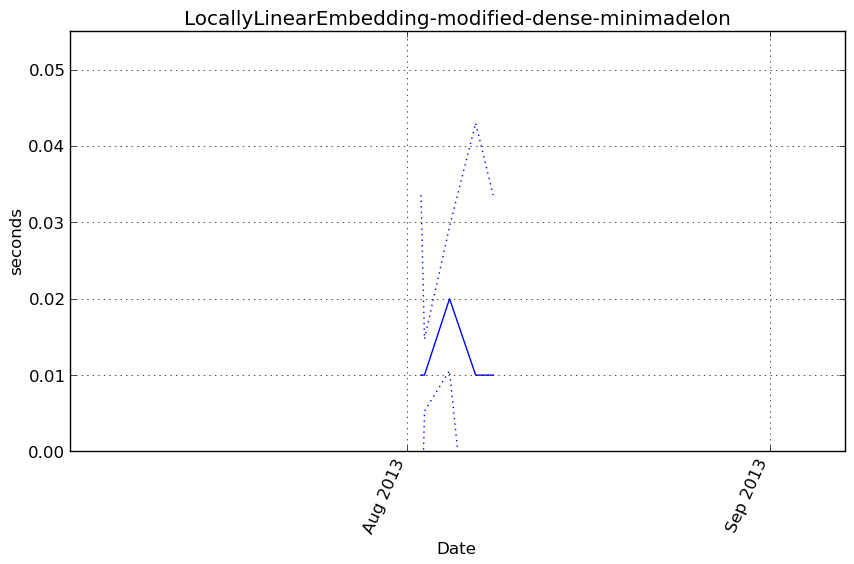 LocallyLinearEmbedding-modified-dense-minimadelon
0.05
0.04
0.03
0.02
0.01
0.00
seconds
Aug 2013
Sep 2013
Date